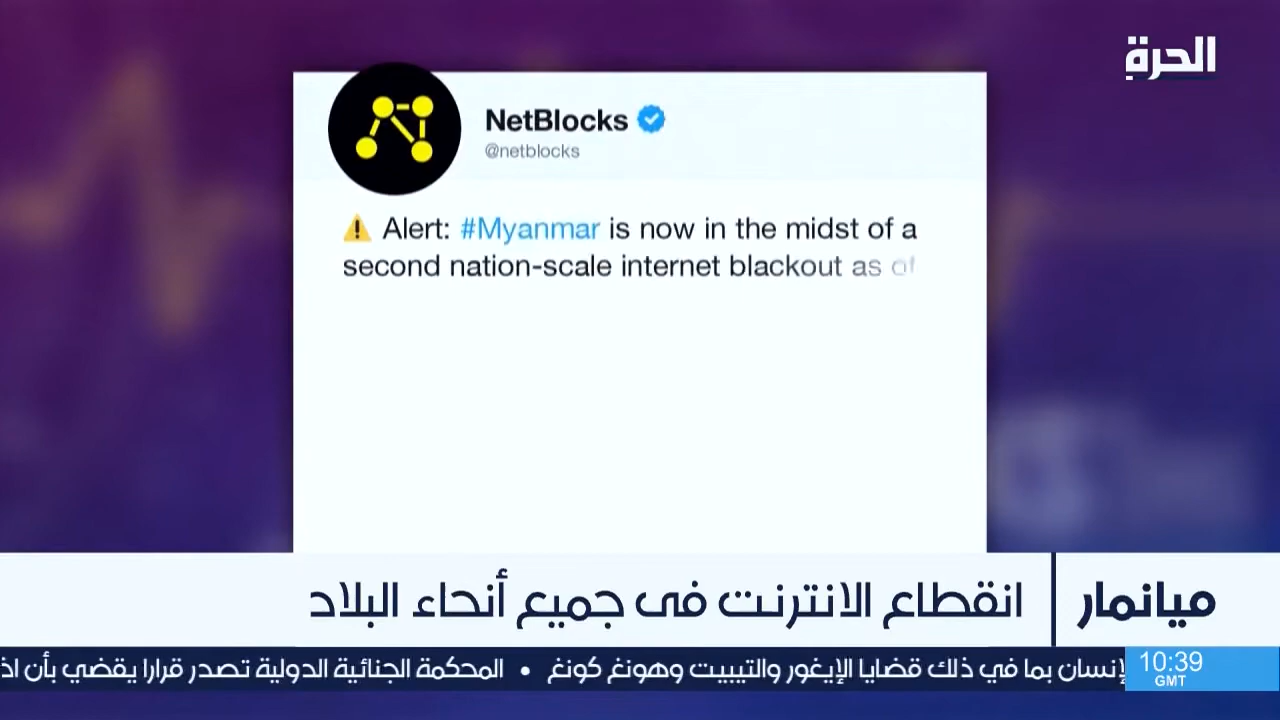 الحرة
NetBlocks
@netblocks
⚠ Alert: #Myanmar is now in the midst of a
second nation-scale internet blackout as of
ميانمار
انقطاع الانترنت في جميع أنحاء البلاد
لإنسان بما في ذلك قضايا الإيغور والتيبيت وهونغ كونغ • المحكمة الجنائية الدولية تصدر قرارا يقضي بأن
10:39
GMT